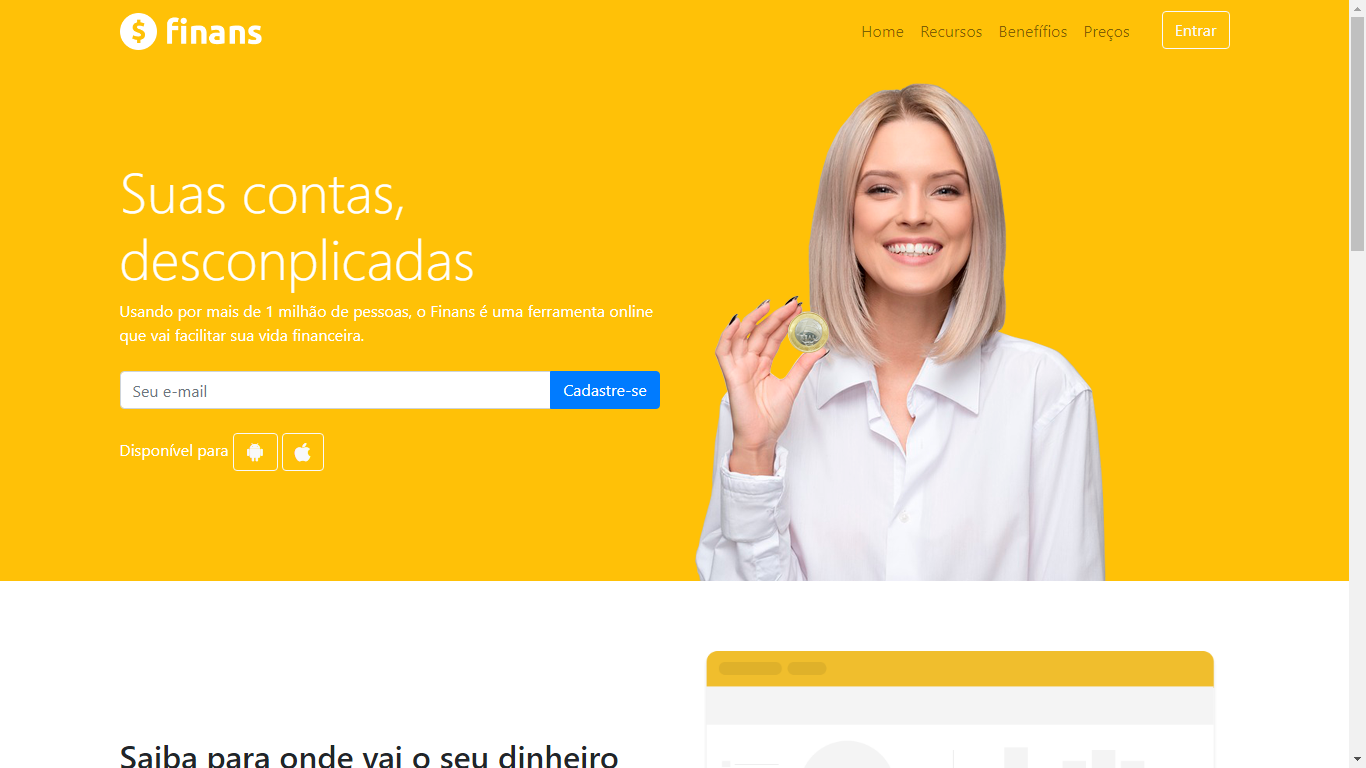 finans
Home Recursos Benefífios Preços Entrar
Suas contas,
desconplicadas
Usando por mais de 1 milhão de pessoas, o Finans é uma ferramenta online
que vai facilitar sua vida financeira.
Seu e-mail Cadastre-se
Disponível para
Saiba para onde vai o seu dinheiro